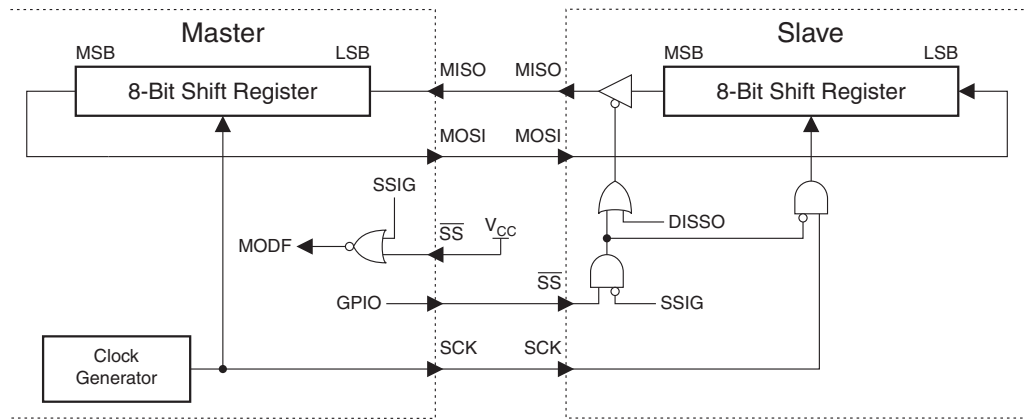 Master
Slave
MSB
LSB
MSB
LSB
8-Bit Shift Register
8-Bit Shift Register
MISO
MISO
MOSI
MOSI
SSIG
SS
VCC
MODF
DISSO
GPIO
SS
SSIG
SCK
SCK
Clock
Generator